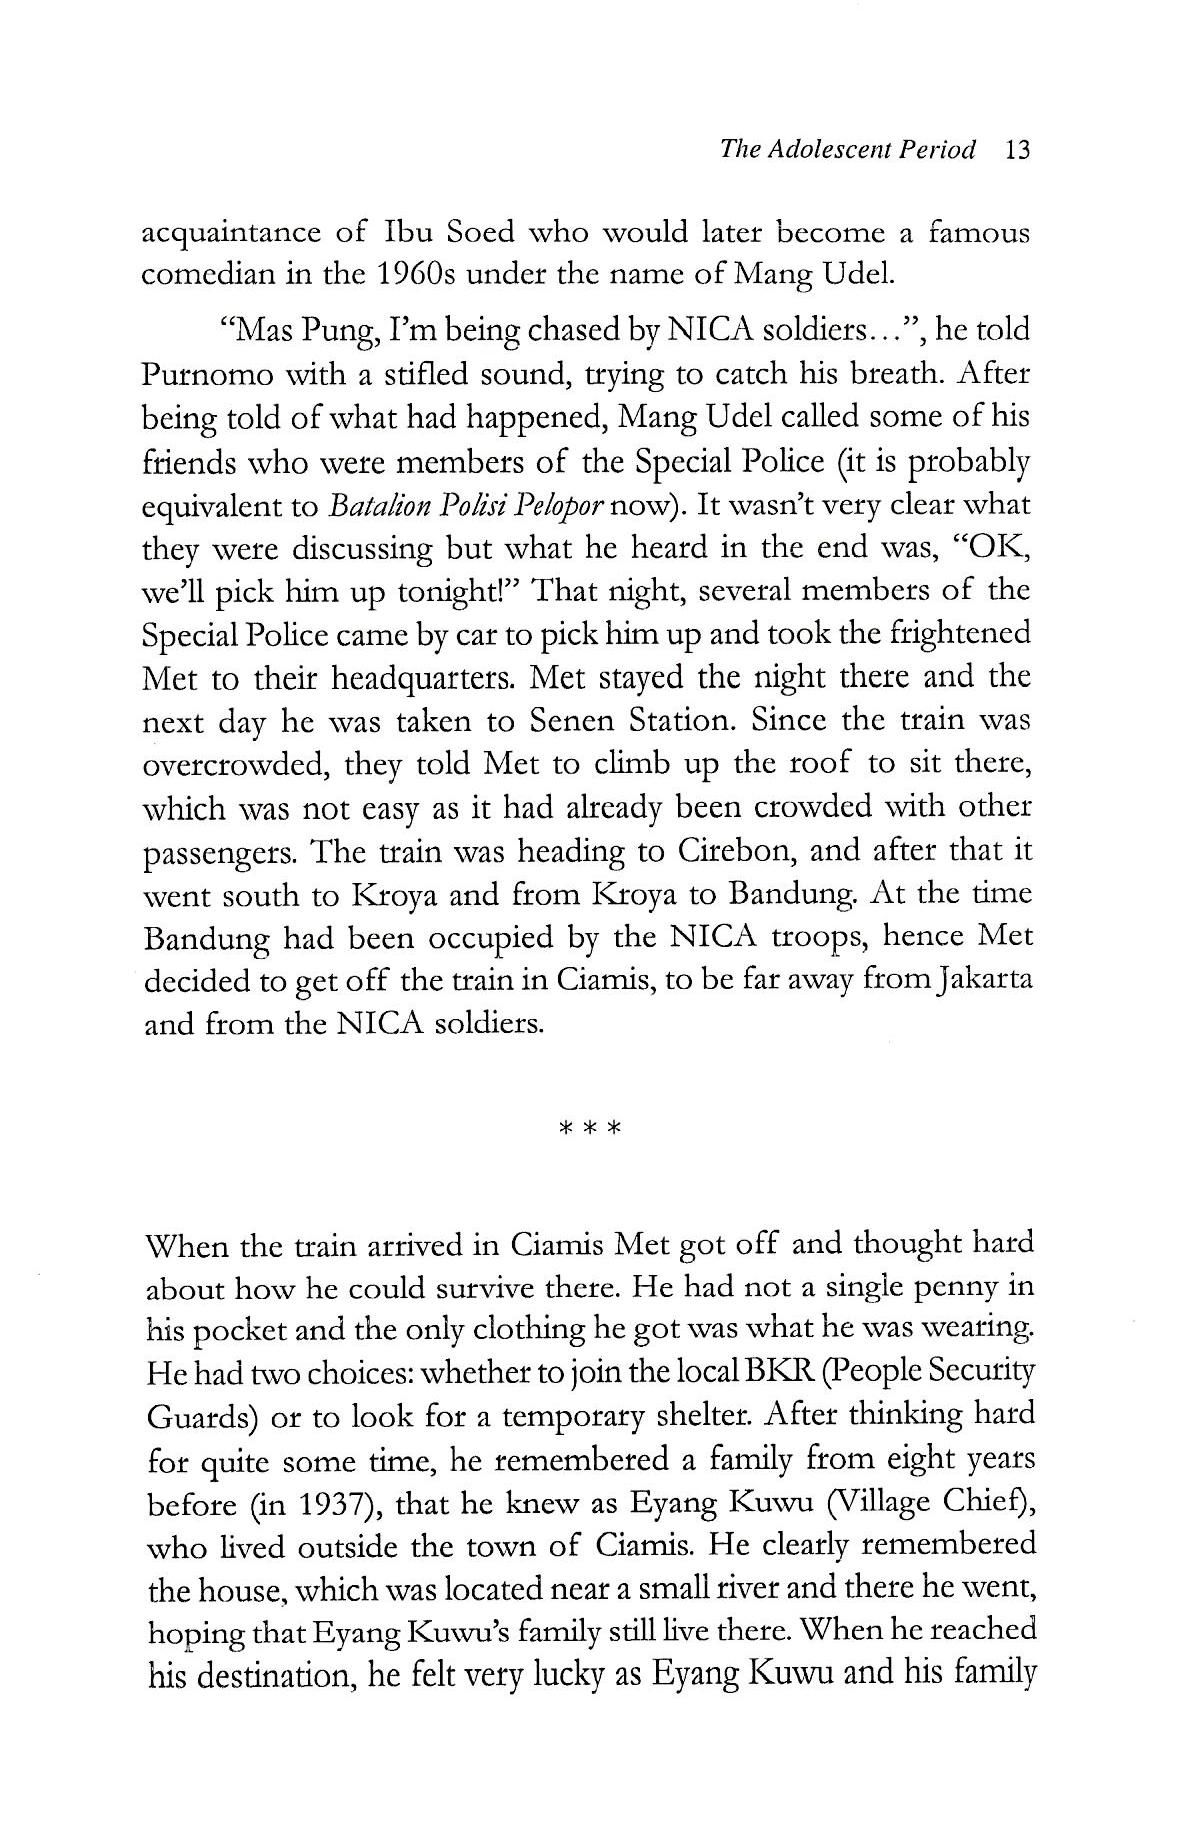 The Adolescent Period 13
acquaintance of Ibu Soed who would later become a famous
comedian in the 1960s under the name of Mang Udel.
“Mas Pung, I’m being chased by NICA soldiers…”, he told
Purnomo with a stifled sound, trying to catch his breath. After
being told of what had happened, Mang Udel called some of his
friends who were members of the Special Police (it is probably
equivalent to Batalion Polisi Pelopor now). It wasn’t very clear what
they were discussing but what he heard in the end was, “OK,
we’ll pick him up tonight!” That night, several members of the
Special Police came by car to pick him up and took the frightened
Met to their headquarters. Met stayed the night there and the
next day he was taken to Senen Station. Since the train was
overcrowded, they told Met to climb up the roof to sit there,
which was not easy as it had already been crowded with other
passengers. The train was heading to Cirebon, and after that it
went south to Kroya and from Kroya to Bandung. At the time
Bandung had been occupied by the NICA troops, hence Met
decided to get off the train in Ciamis, to be far away from Jakarta
and from the NICA soldiers.
* * *
When the train arrived in Ciamis Met got off and thought hard
about how he could survive there. He had not a single penny in
his pocket and the only clothing he got was what he was wearing.
He had two choices: whether to join the local BKR (People Security
Guards) or to look for a temporary shelter. After thinking hard
for quite some time, he remembered a family from eight years
before (in 1937), that he knew as Eyang Kuwu (Village Chief),
who lived outside the town of Ciamis. He clearly remembered
the house, which was located near a small river and there he went,
hoping that Eyang Kuwu’s family still live there. When he reached
his destination, he felt very lucky as Eyang Kuwu and his family